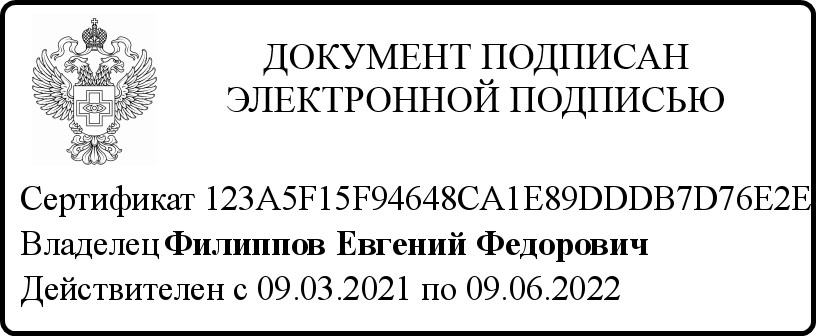 ДОКУМЕНТ ПОДПИСАН
ЭЛЕКТРОННОЙ ПОДПИСЬЮ
Сертификат 123A5F15F94648CA1E89DDDB7D76E2E
Владелец Филиппов Евгений Федорович
Действителен с 09.03.2021 по 09.06.2022